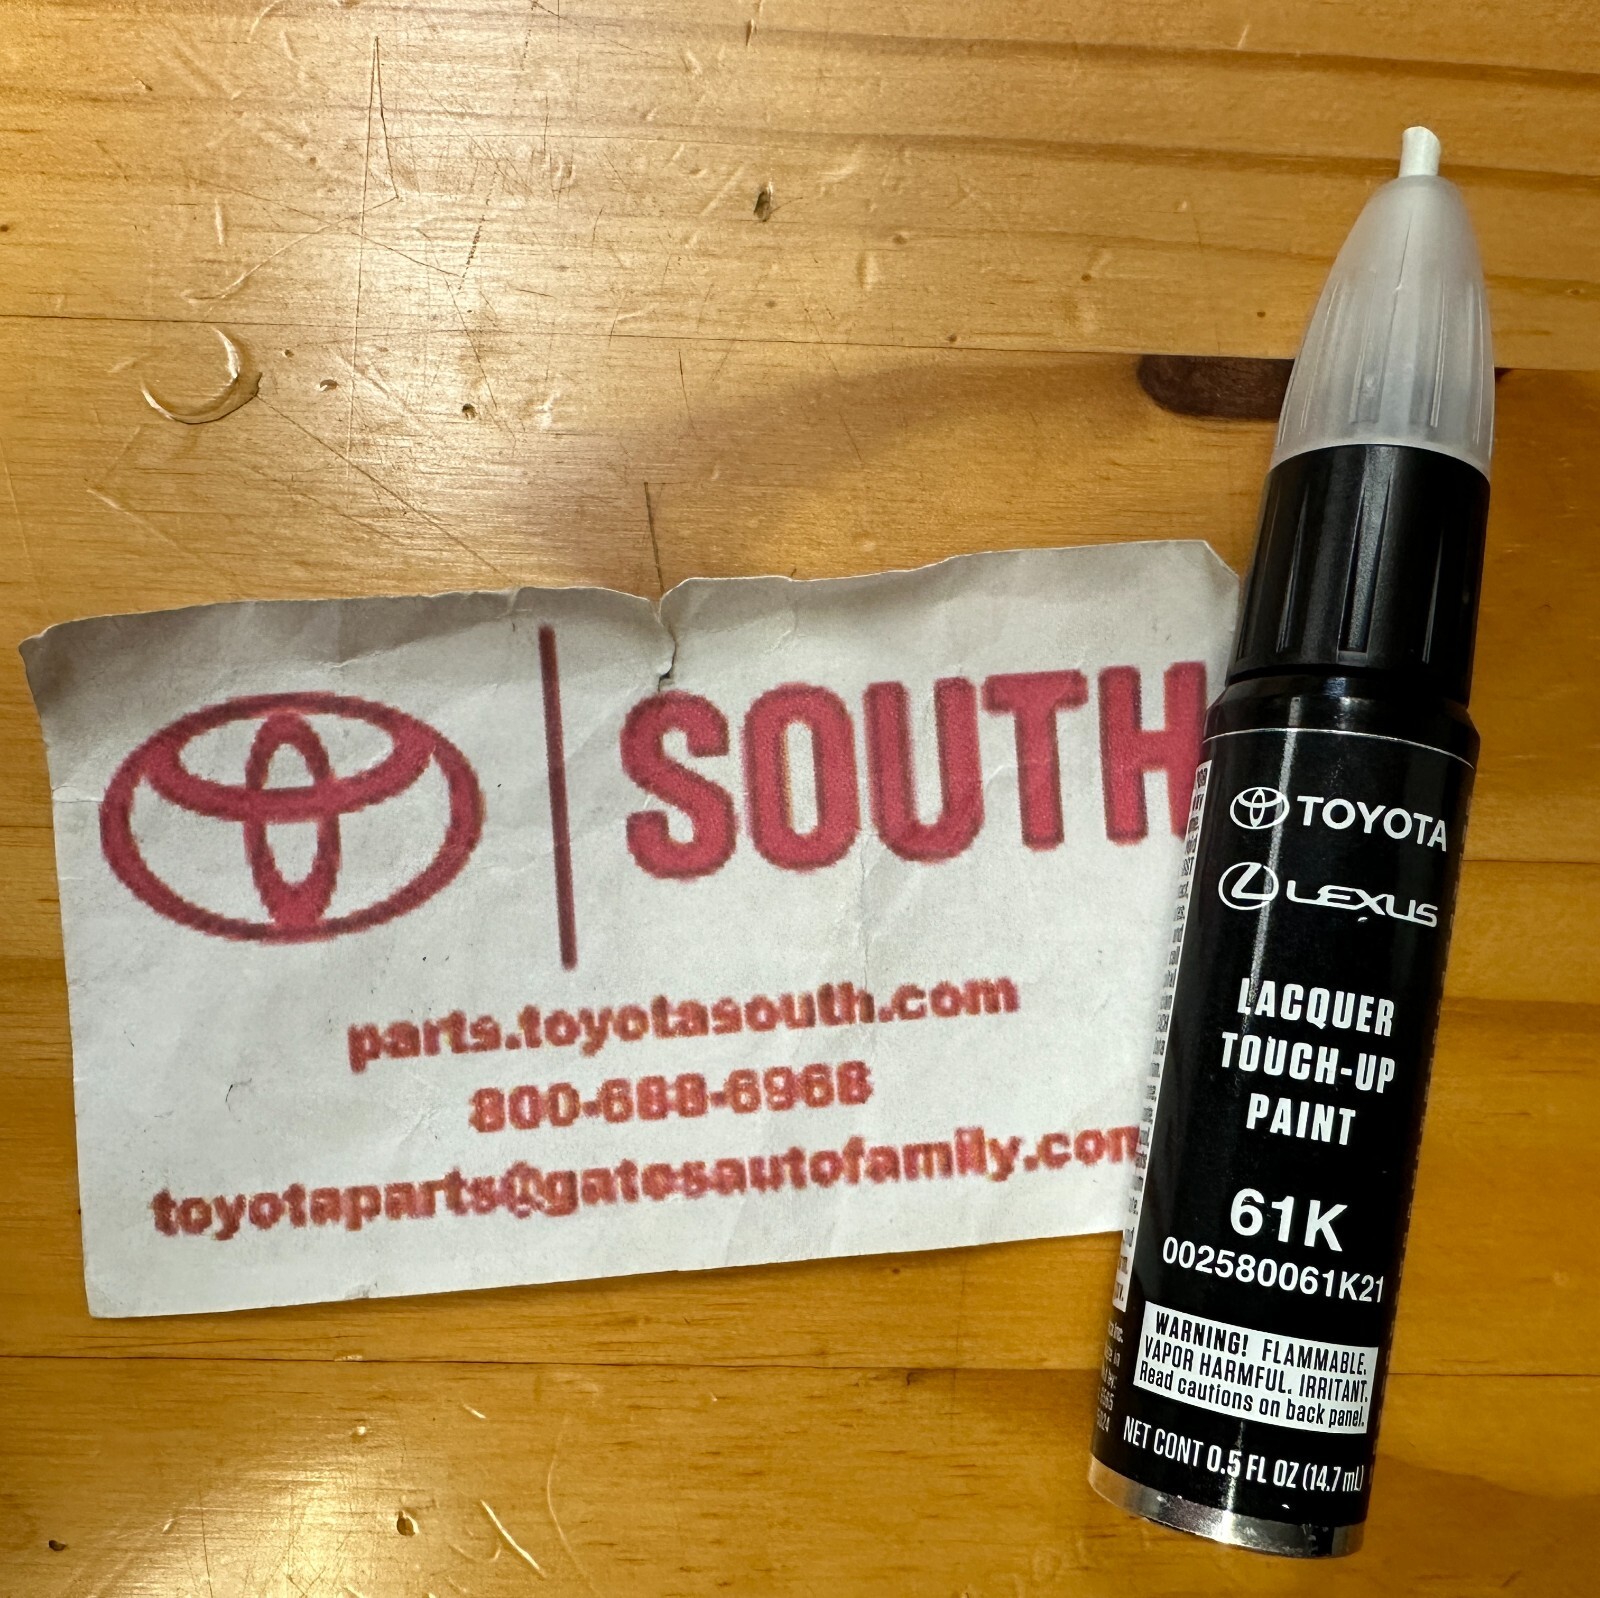 SOUTH
parts.toyotasouth.com
800-688-6968
toyotaparts@gatesautofamily.com
TOYOTA
LEXUS
LACQUER
TOUCH-UP
PAINT
61K
002580061K21
WARNING! FLAMMABLE.
VAPOR HARMFUL. IRRITANT.
Read cautions on back panel.
NET CONT 0.5 FL OZ (14.7 mL)